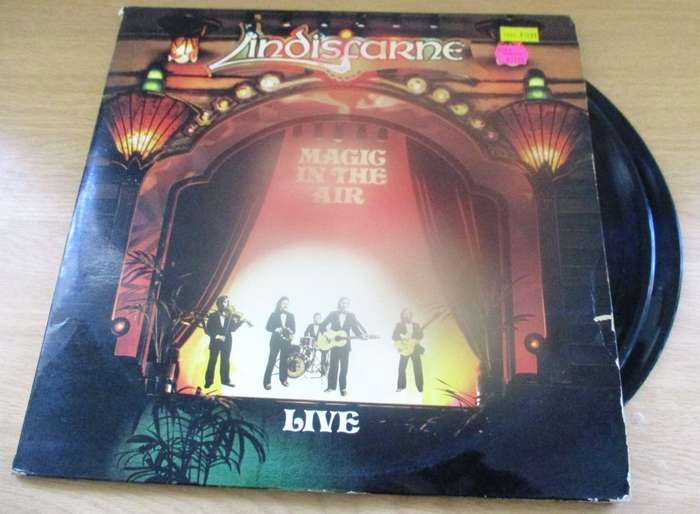 Lindisfarne
MAGIC
IN THE
AIR
LIVE